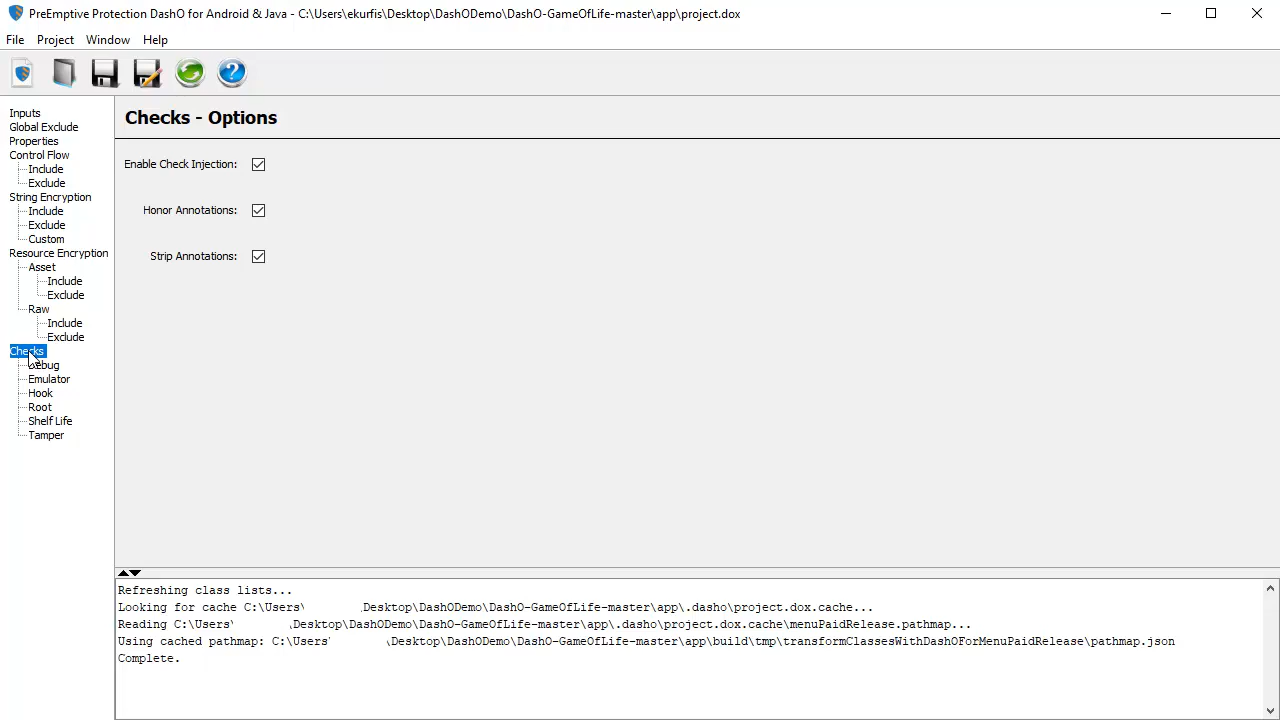 PreEmptive Protection DashO for Android & Java - C:\Users\ekurfis\Desktop\DashODemo\DashO-GameOfLife-master\app\project.dox
File Project Window Help
Inputs
Global Exclude
Properties
Control Flow
Include
Exclude
String Encryption
Include
Exclude
Custom
Resource Encryption
Asset
Include
Exclude
Raw
Include
Exclude
Checks
Debug
Emulator
Hook
Root
Shelf Life
Tamper
Checks - Options
Enable Check Injection:
Honor Annotations:
Strip Annotations:
Refreshing class lists...
Looking for cache C:\Users\ .Desktop\DashODemo\DashO-GameOfLife-master\app\.dasho\project.dox.cache...
Reading C:\Users' .\Desktop\DashODemo\DashO-GameOfLife-master\app\.dasho\project.dox.cache\menuPaidRelease.pathmap...
Using cached pathmap: C:\Users' \Desktop\DashODemo\DashO-GameOfLife-master\app\build\tmp\transformClassesWithDashOForMenuPaidRelease\pathmap.json
Complete.